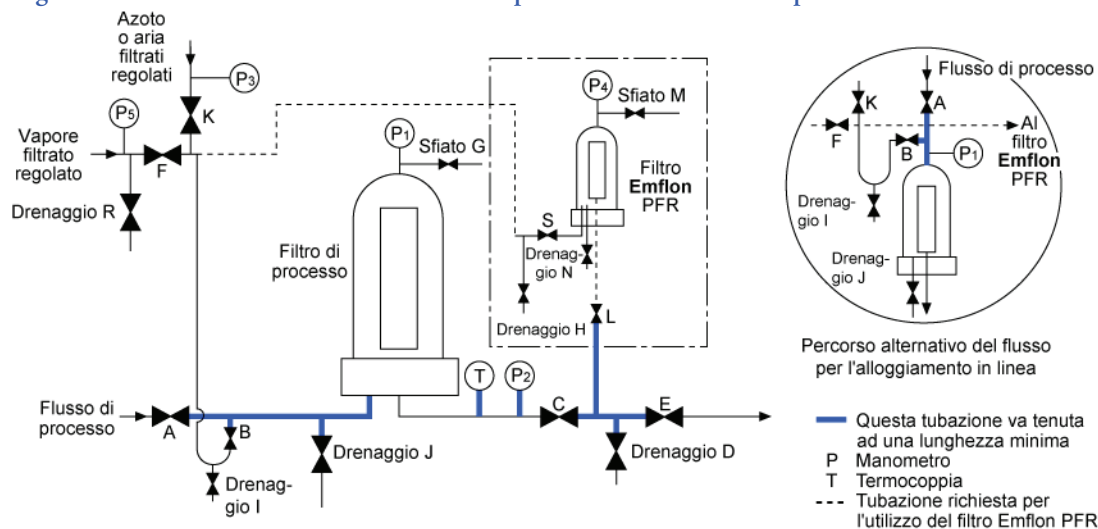 Azoto
o aria
filtrati
regolati
P3
P5
K
Vapore
filtrato
regolato
F
Drenaggio R
P1
Sfiato G
Filtro di
processo
P4
Sfiato M
Filtro
Emflon
PFR
S
Drenag-
gio N
Drenaggio H
L
Flusso di
processo
A
B
Drenag-
gio I
Drenaggio J
T
P2
C
E
Drenaggio D
Flusso di processo
K
A
Al
filtro
Emflon
PFR
F
B
P1
Drenag-
gio I
Drenag-
gio J
Percorso alternativo del flusso
per l'alloggiamento in linea
Questa tubazione va tenuta
ad una lunghezza minima
P Manometro
T Termocoppia
Tubazione richiesta per
l'utilizzo del filtro Emflon PFR